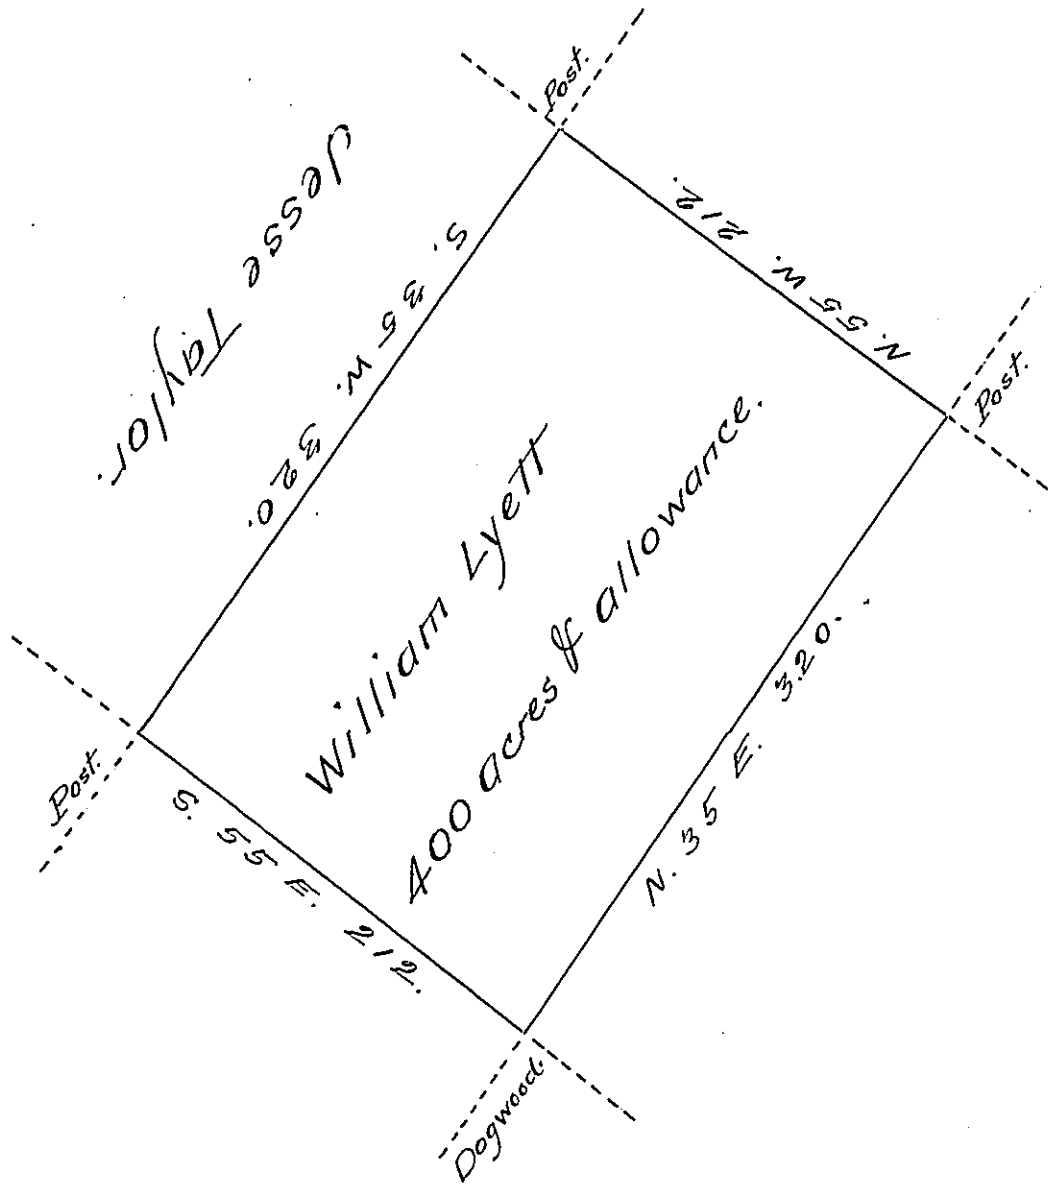 Post.
Jesse Taylor.
S. 35 W. 320.
N. 55 W. 212.
Post.
William Lyett
400 acres & allowance.
Post.
S. 55 E. 212.
N. 35 E. 320.
Dogwood.